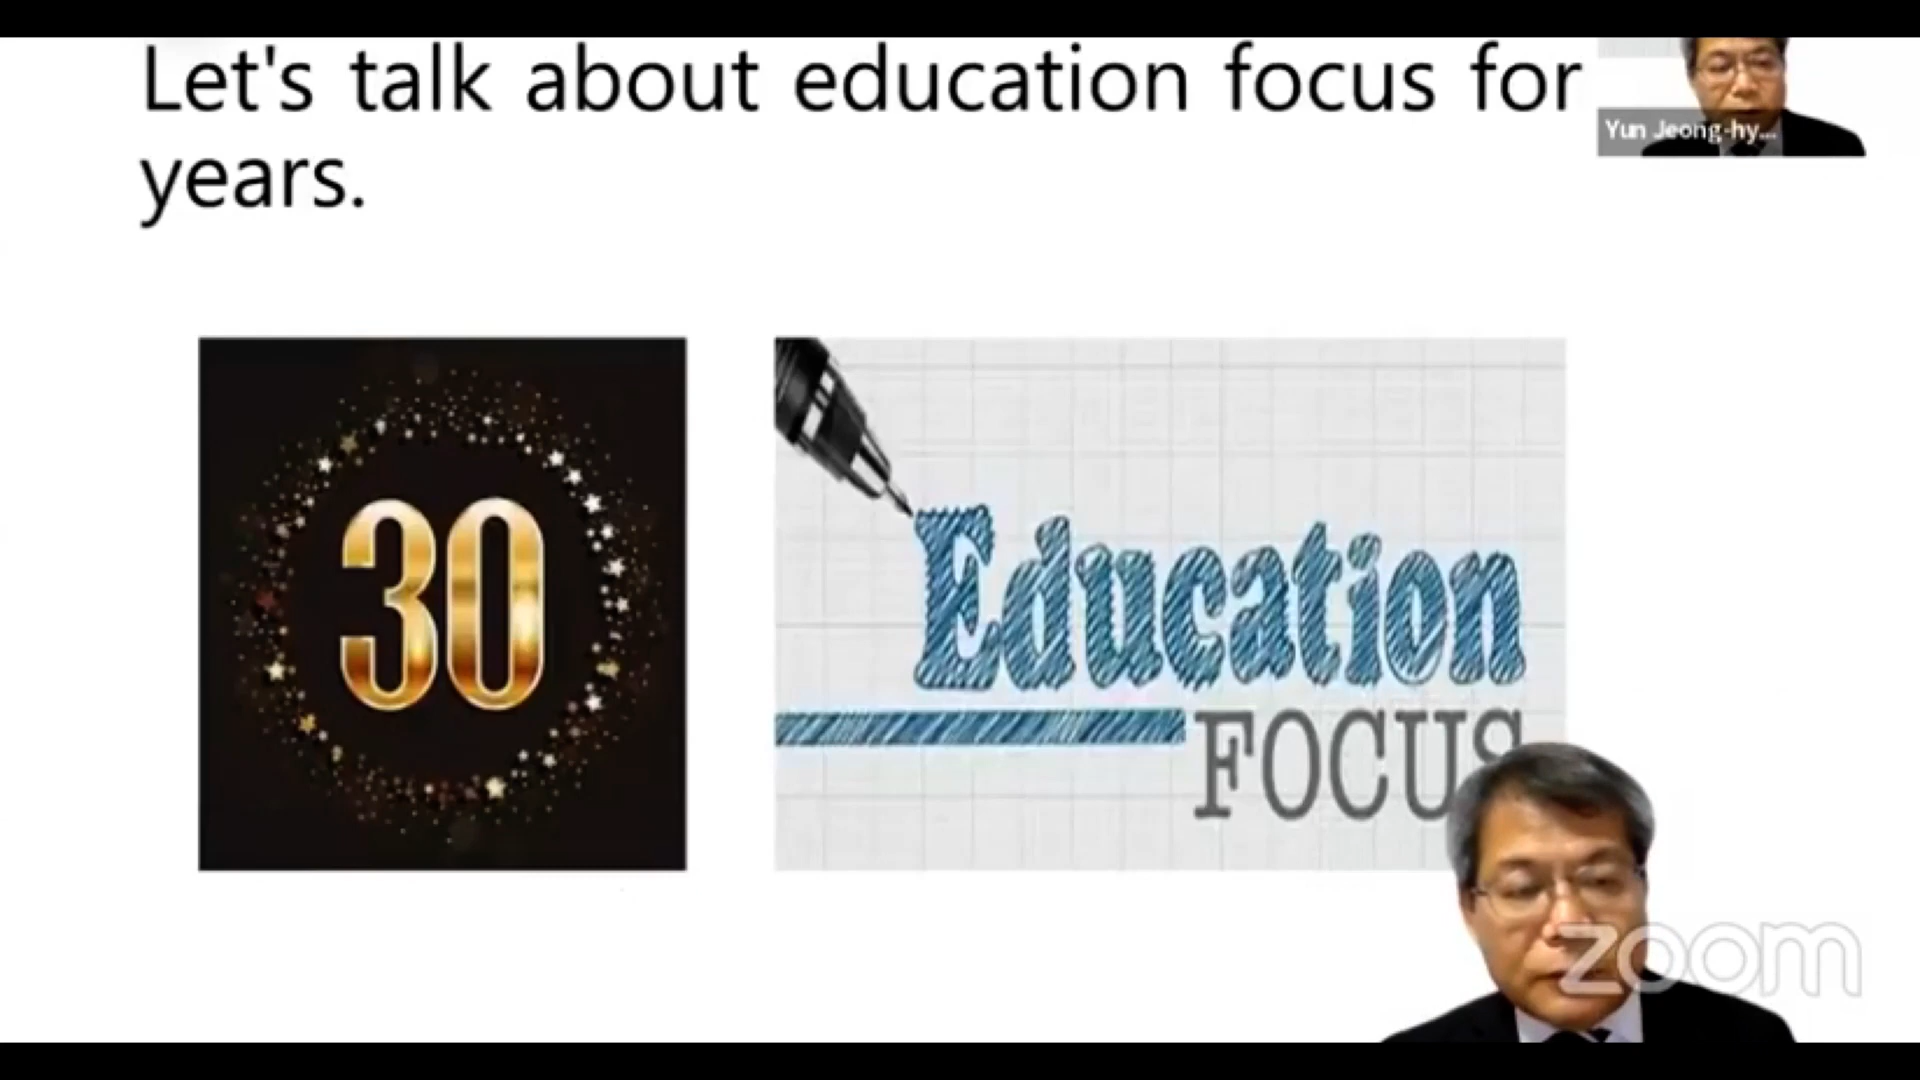 Let's talk about education focus for
years.
Yun Jeong-hy...
30
Education
FOCUS
zoom